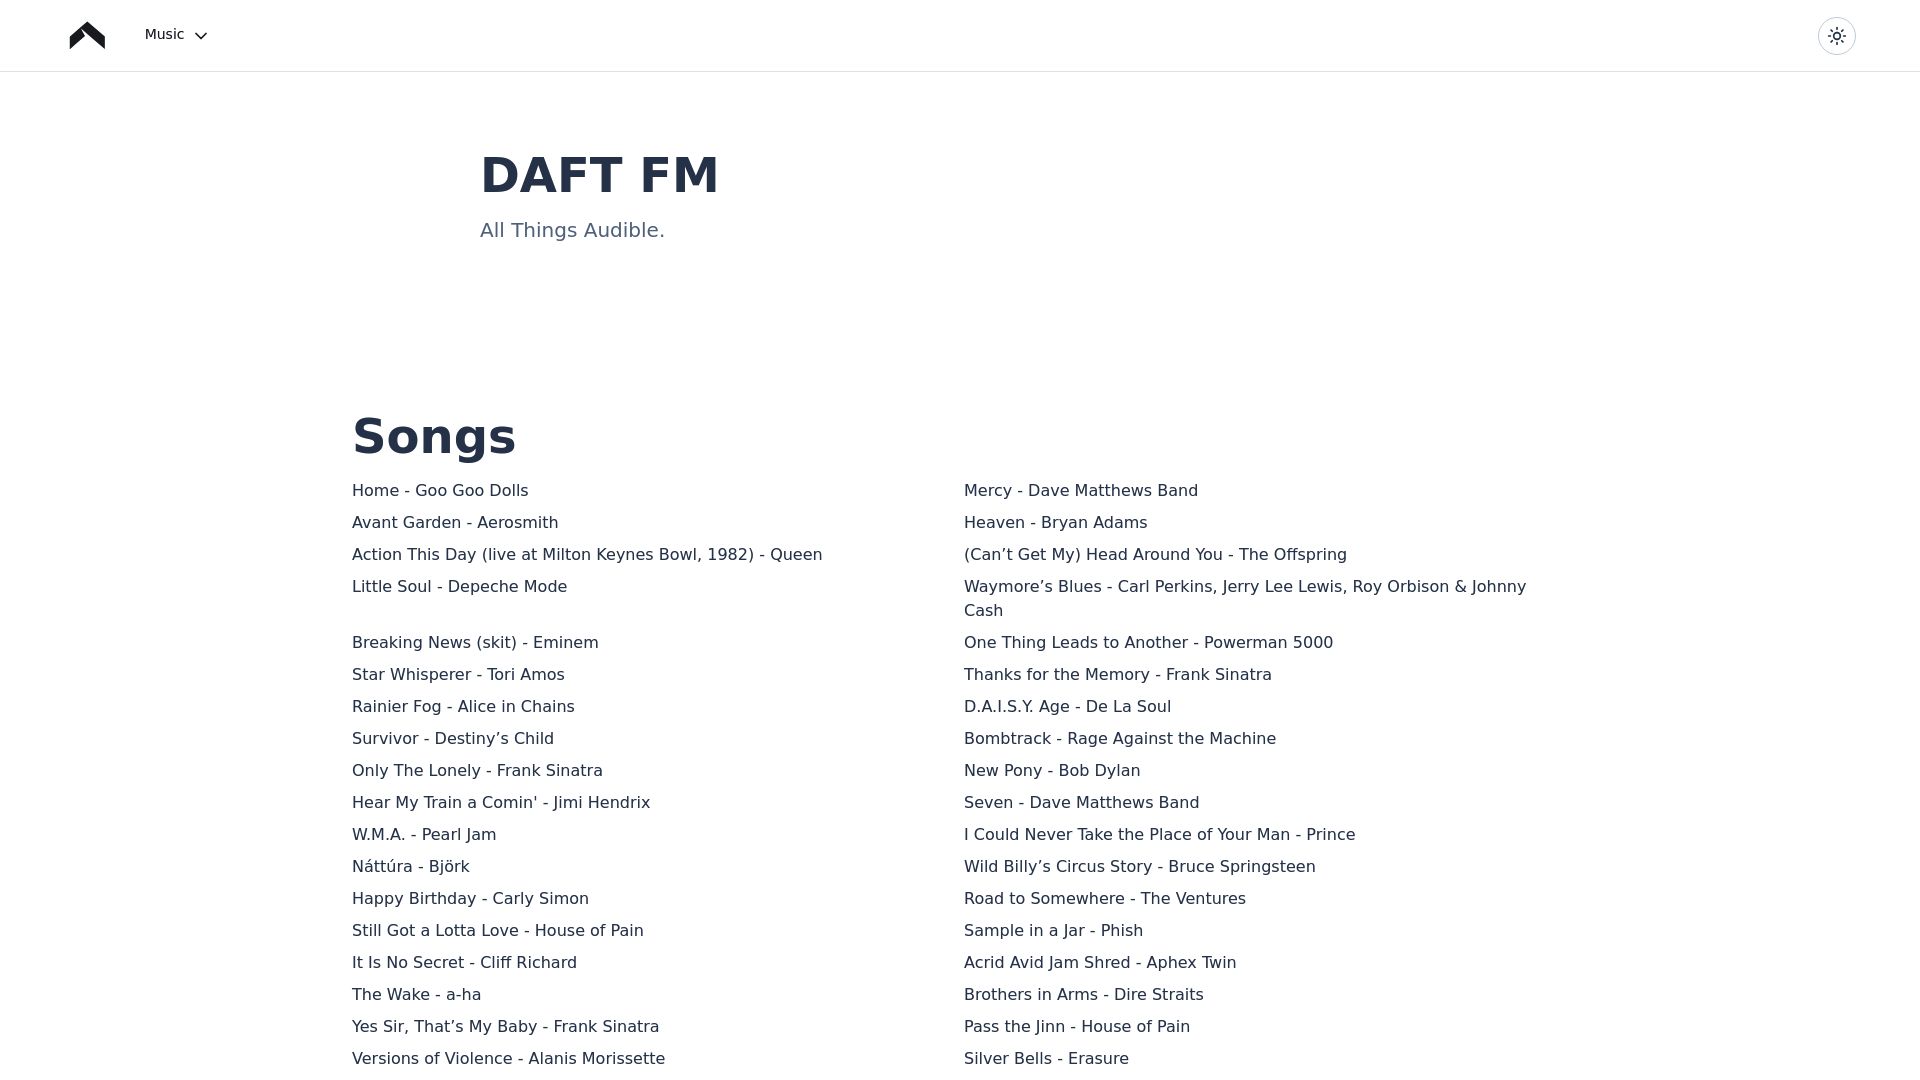 Music
DAFT FM
All Things Audible.
Songs
Home - Goo Goo Dolls
Mercy - Dave Matthews Band
Avant Garden - Aerosmith
Heaven - Bryan Adams
Action This Day (live at Milton Keynes Bowl, 1982) - Queen
(Can’t Get My) Head Around You - The Offspring
Little Soul - Depeche Mode
Waymore’s Blues - Carl Perkins, Jerry Lee Lewis, Roy Orbison & Johnny
Cash
Breaking News (skit) - Eminem
One Thing Leads to Another - Powerman 5000
Star Whisperer - Tori Amos
Thanks for the Memory - Frank Sinatra
Rainier Fog - Alice in Chains
D.A.I.S.Y. Age - De La Soul
Survivor - Destiny’s Child
Bombtrack - Rage Against the Machine
Only The Lonely - Frank Sinatra
New Pony - Bob Dylan
Hear My Train a Comin' - Jimi Hendrix
Seven - Dave Matthews Band
W.M.A. - Pearl Jam
I Could Never Take the Place of Your Man - Prince
Náttúra - Björk
Wild Billy’s Circus Story - Bruce Springsteen
Happy Birthday - Carly Simon
Road to Somewhere - The Ventures
Still Got a Lotta Love - House of Pain
Sample in a Jar - Phish
It Is No Secret - Cliff Richard
Acrid Avid Jam Shred - Aphex Twin
The Wake - a-ha
Brothers in Arms - Dire Straits
Yes Sir, That’s My Baby - Frank Sinatra
Pass the Jinn - House of Pain
Versions of Violence - Alanis Morissette
Silver Bells - Erasure